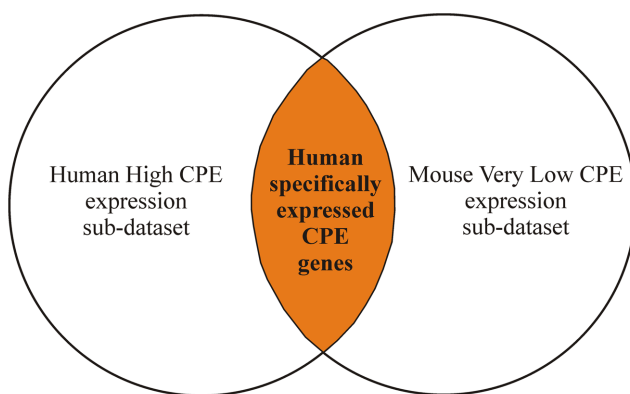 Human High CPE
expression
sub-dataset
Human
specifically
expressed
CPE
genes
Mouse Very Low CPE
expression
sub-dataset